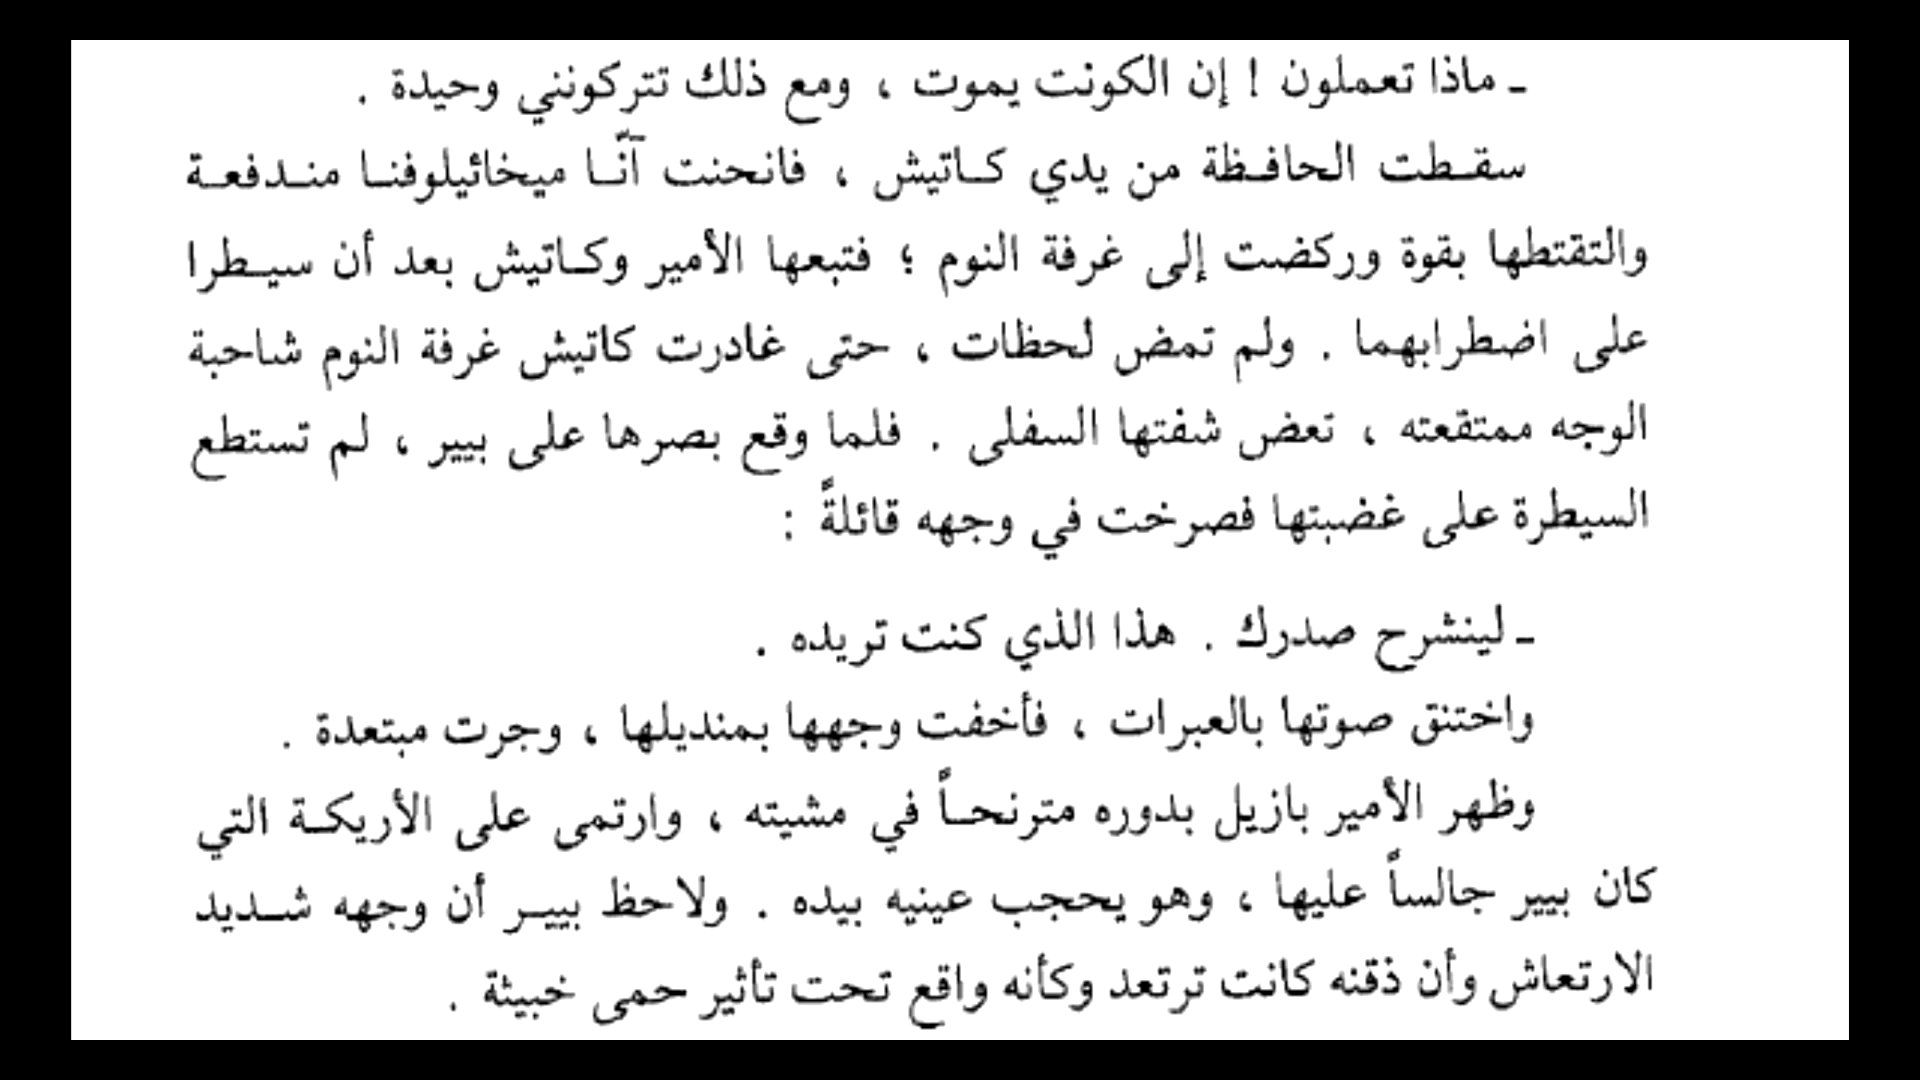 ـ ماذا تعملون ! إن الكونت يموت ، ومع ذلك تتركونني وحيدة .
سقطت الحافظة من يدي كاتيش ، فانحنت آنّا ميخائيلوفنا مندفعة
والتقتطها بقوة وركضت إلى غرفة النوم ؛ فتبعها الأمير وكاتيش بعد أن سيطرا
على اضطرابهما . ولم تمض لحظات ، حتى غادرت كاتيش غرفة النوم شاحبة
الوجه ممتقعته ، تعض شفتها السفلى . فلما وقع بصرها على بيير ، لم تستطع
السيطرة على غضبتها فصرخت في وجهه قائلةً :
ـ لينشرح صدرك . هذا الذي كنت تريده .
واختنق صوتها بالعبرات ، فأخفت وجهها بمنديلها ، وجرت مبتعدة .
وظهر الأمير بازيل بدوره مترنحاً في مشيته ، وارتمى على الأريكة التي
كان بيير جالساً عليها ، وهو يحجب عينيه بيده . ولاحظ بيير أن وجهه شديد
الارتعاش وأن ذقنه كانت ترتعد وكأنه واقع تحت تأثير حمى خبيثة .